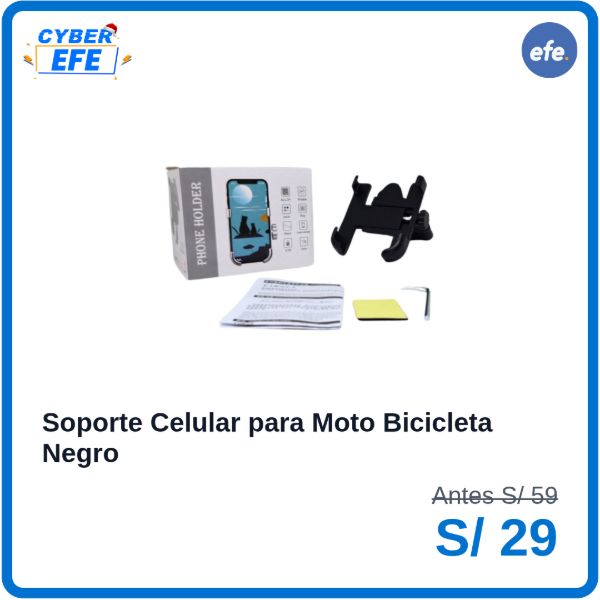 CYBER
EFE
efe.
PHONE HOLDER
Soporte Celular para Moto Bicicleta
Negro
Antes S/ 59
S/ 29